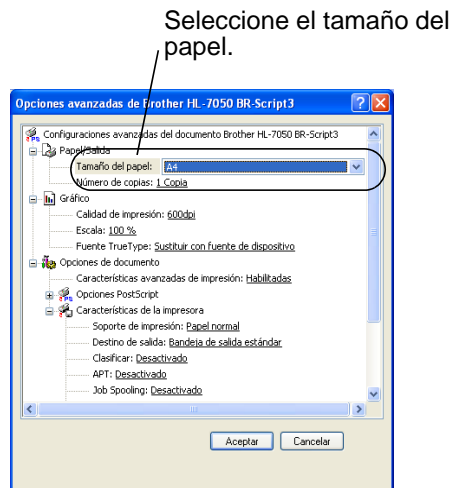 Seleccione el tamaño del
papel.
Opciones avanzadas de Brother HL-7050 BR-Script3
Configuraciones avanzadas del documento Brother HL-7050 BR-Script3
Papel/Salida
Tamaño del papel: A4
Número de copias: 1 Copia
Gráfico
Calidad de impresión: 600dpi
Escala: 100 %
Fuente TrueType: Sustituir con fuente de dispositivo
Opciones de documento
Características avanzadas de impresión: Habilitadas
Opciones PostScript
Características de la impresora
Soporte de impresión: Papel normal
Destino de salida: Bandeja de salida estándar
Clasificar: Desactivado
APT: Desactivado
Job Spooling: Desactivado
Aceptar Cancelar